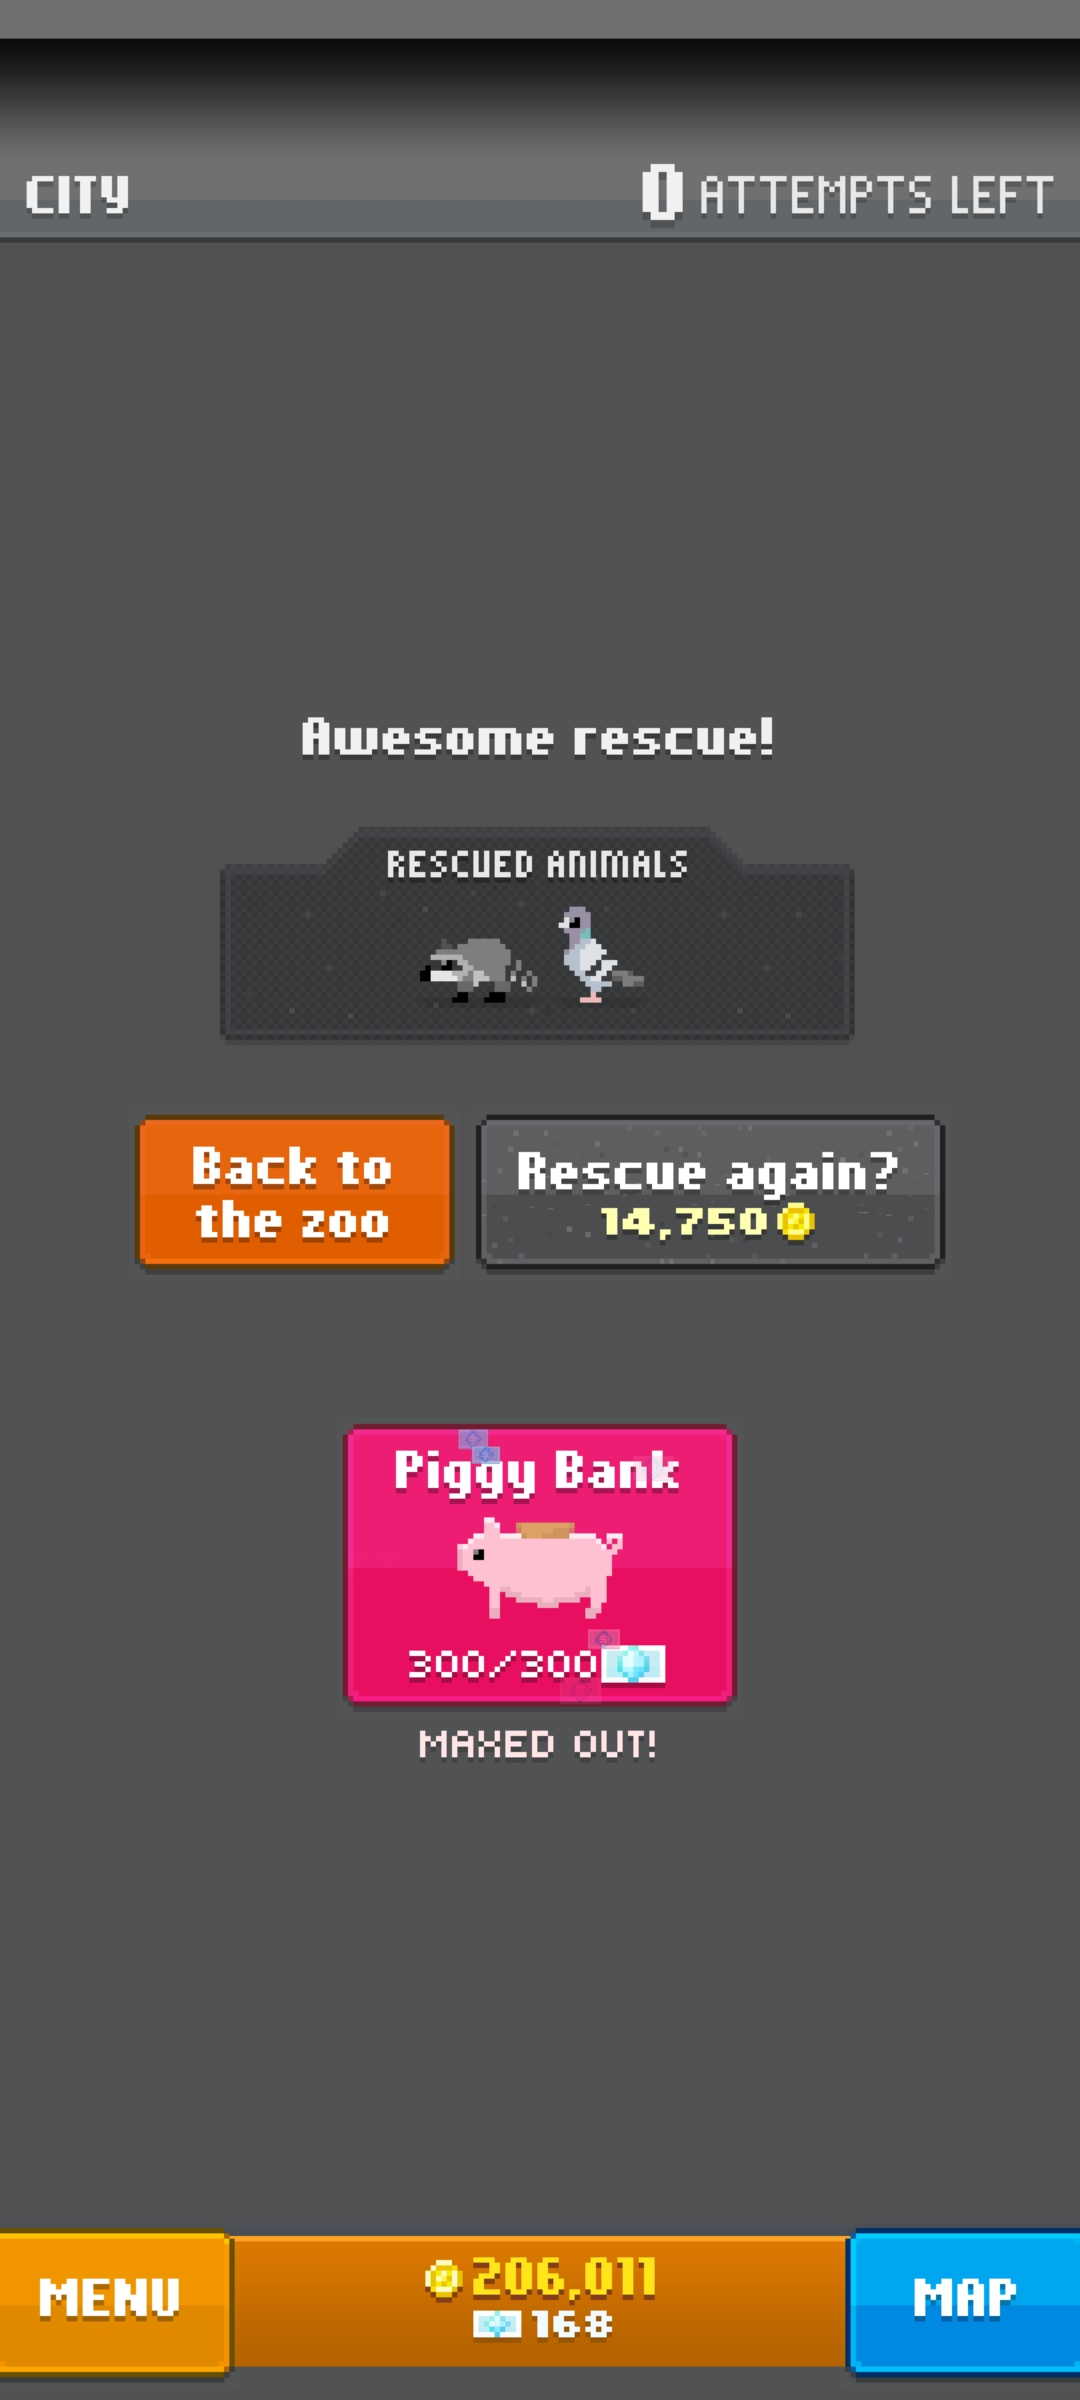 CITY
0 ATTEMPTS LEFT
Awesome rescue!
RESCUED ANIMALS
Back to
the zoo
Rescue again?
14,750
Piggy Bank
300/300
MAXED OUT!
MENU
206,011
168
MAP